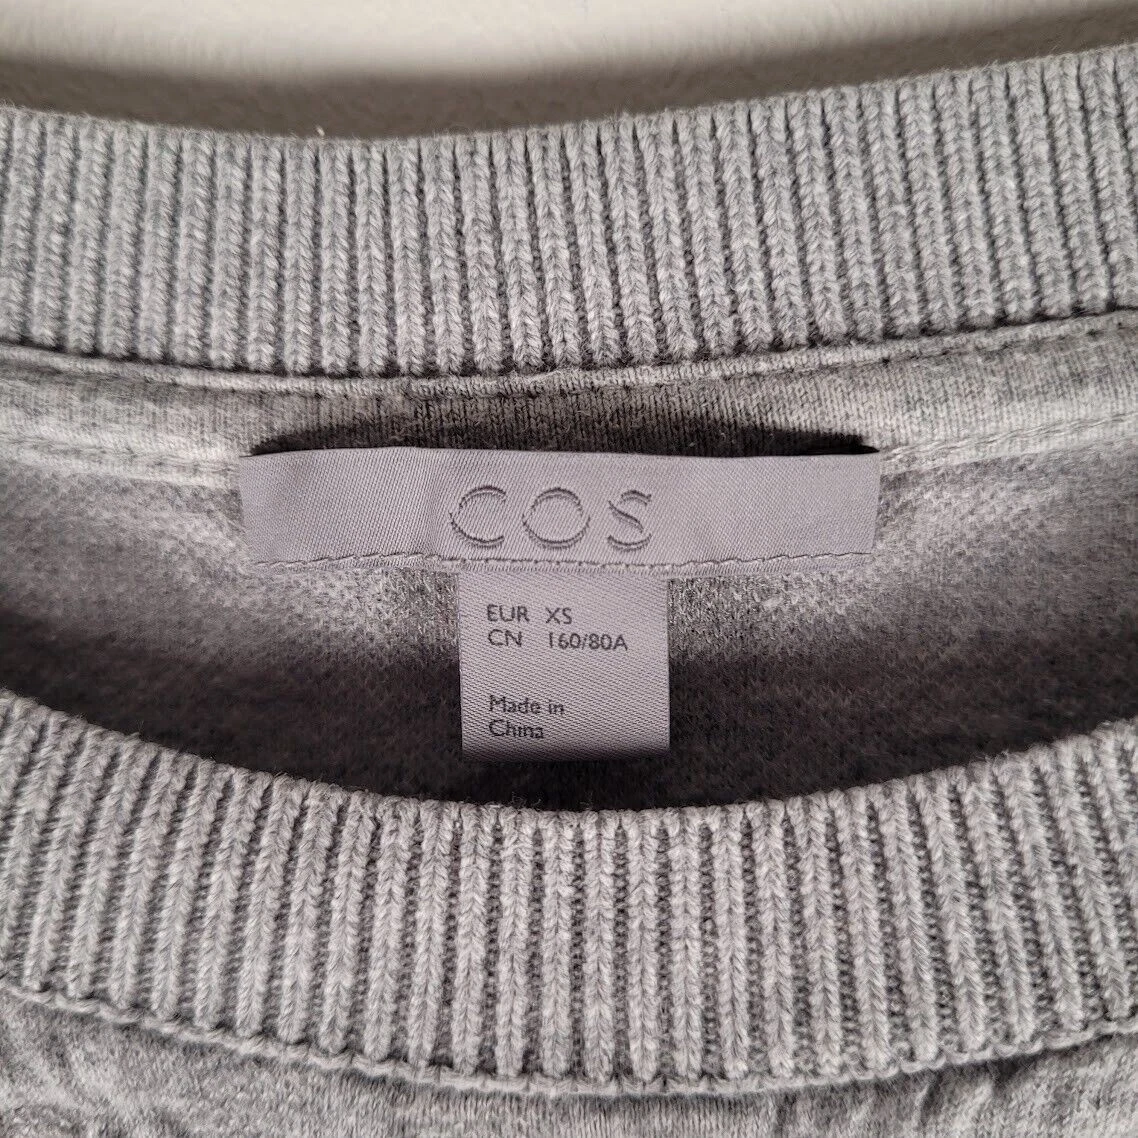 COS
EUR XS
CN 160/80A
Made in
China